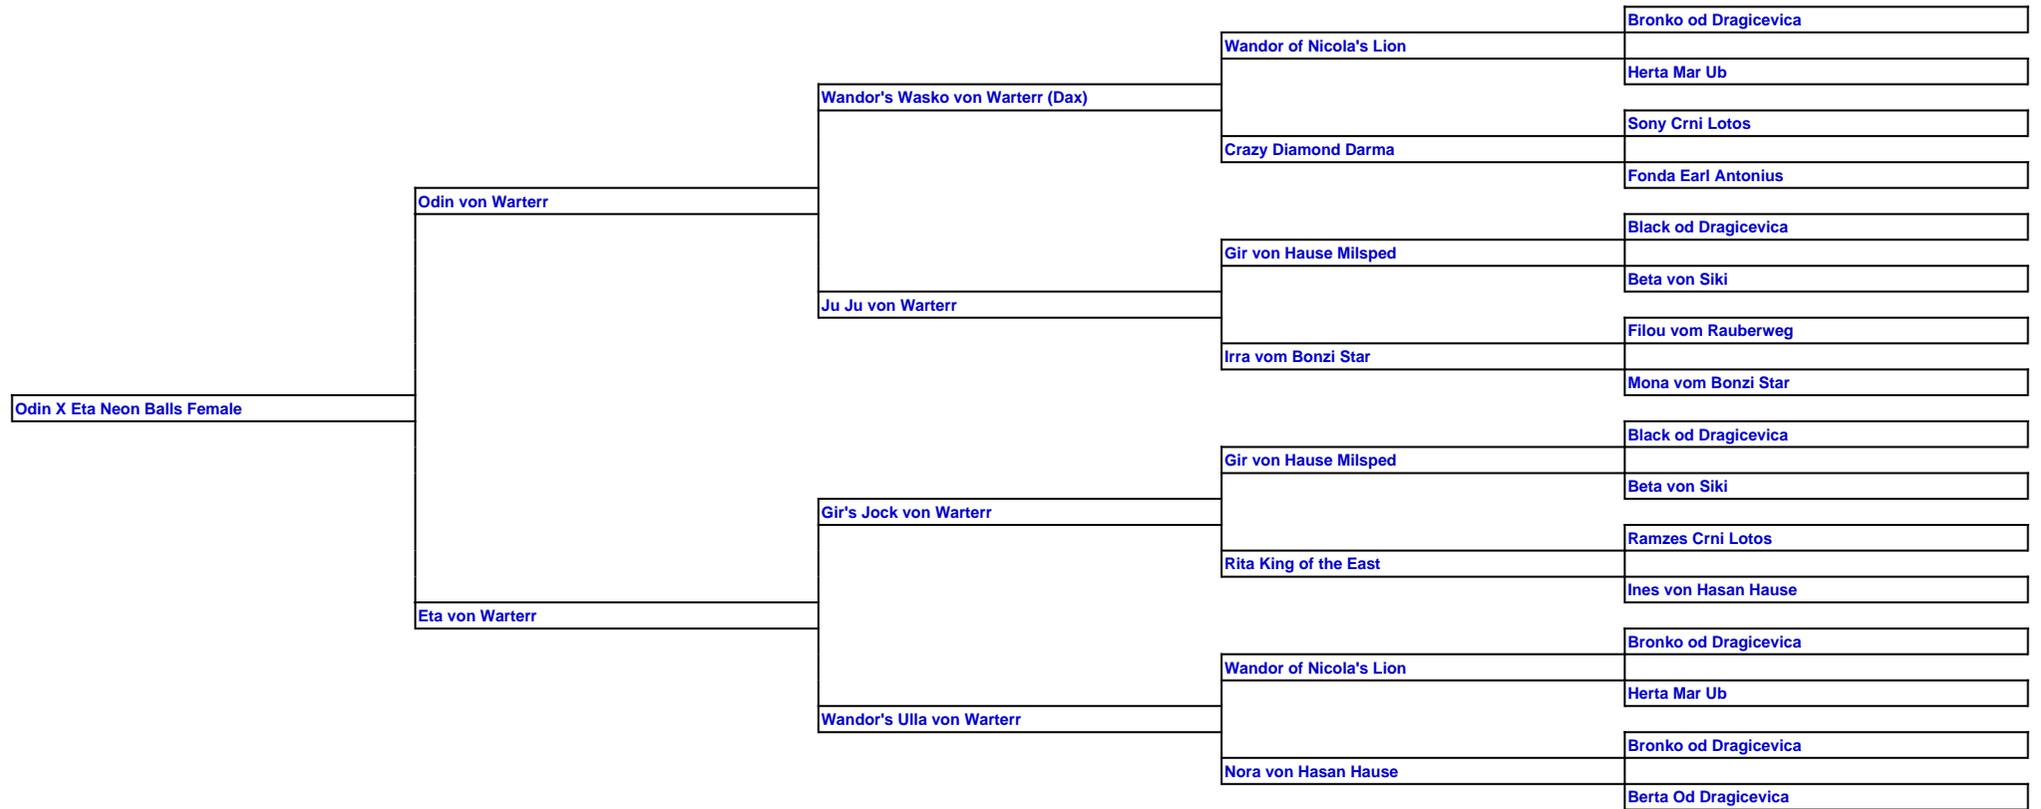 Bronko od Dragicevica
Wandor of Nicola's Lion
Herta Mar Ub
Wandor's Wasko von Warterr (Dax)
Sony Crni Lotos
Crazy Diamond Darma
Fonda Earl Antonius
Odin von Warterr
Black od Dragicevica
Gir von Hause Milsped
Beta von Siki
Ju Ju von Warterr
Filou vom Rauberweg
Irra vom Bonzi Star
Mona vom Bonzi Star
Odin X Eta Neon Balls Female
Black od Dragicevica
Gir von Hause Milsped
Beta von Siki
Gir's Jock von Warterr
Ramzes Crni Lotos
Rita King of the East
Ines von Hasan Hause
Eta von Warterr
Bronko od Dragicevica
Wandor of Nicola's Lion
Herta Mar Ub
Wandor's Ulla von Warterr
Bronko od Dragicevica
Nora von Hasan Hause
Berta Od Dragicevica